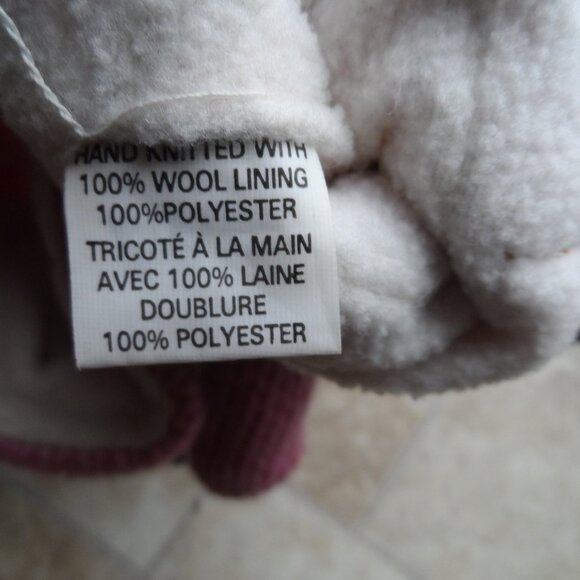 HAND KNITTED WITH
100% WOOL LINING
100%POLYESTER
TRICOTÉ À LA MAIN
AVEC 100% LAINE
DOUBLURE
100% POLYESTER